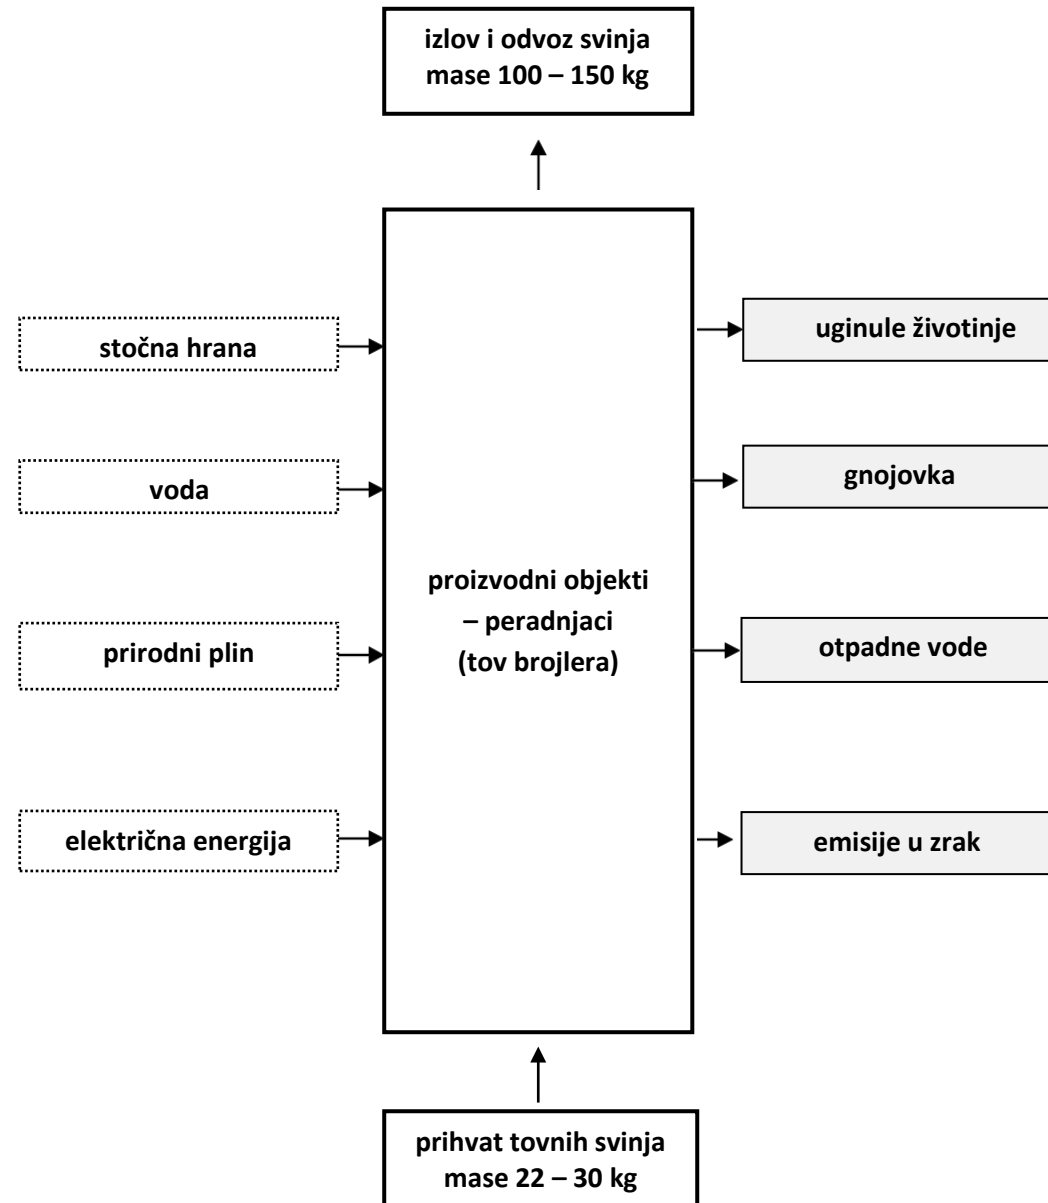 izlov i odvoz svinja
mase 100 – 150 kg
stočna hrana
voda
prirodni plin
električna energija
proizvodni objekti
– peradnjaci
(tov brojlera)
uginule životinje
gnojovka
otpadne vode
emisije u zrak
prihvat tovnih svinja
mase 22 – 30 kg